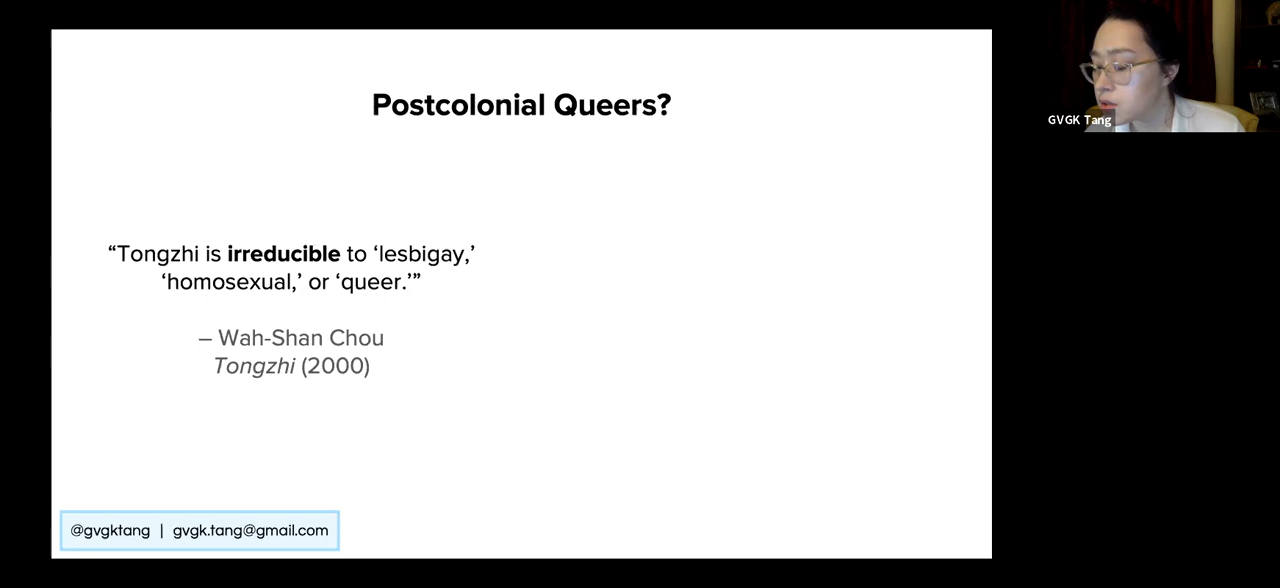 Postcolonial Queers?
“Tongzhi is irreducible to ‘lesbigay,’
‘homosexual,’ or ‘queer.’”
– Wah-Shan Chou
Tongzhi (2000)
@gvgktang | gvgk.tang@gmail.com
GVGK Tang